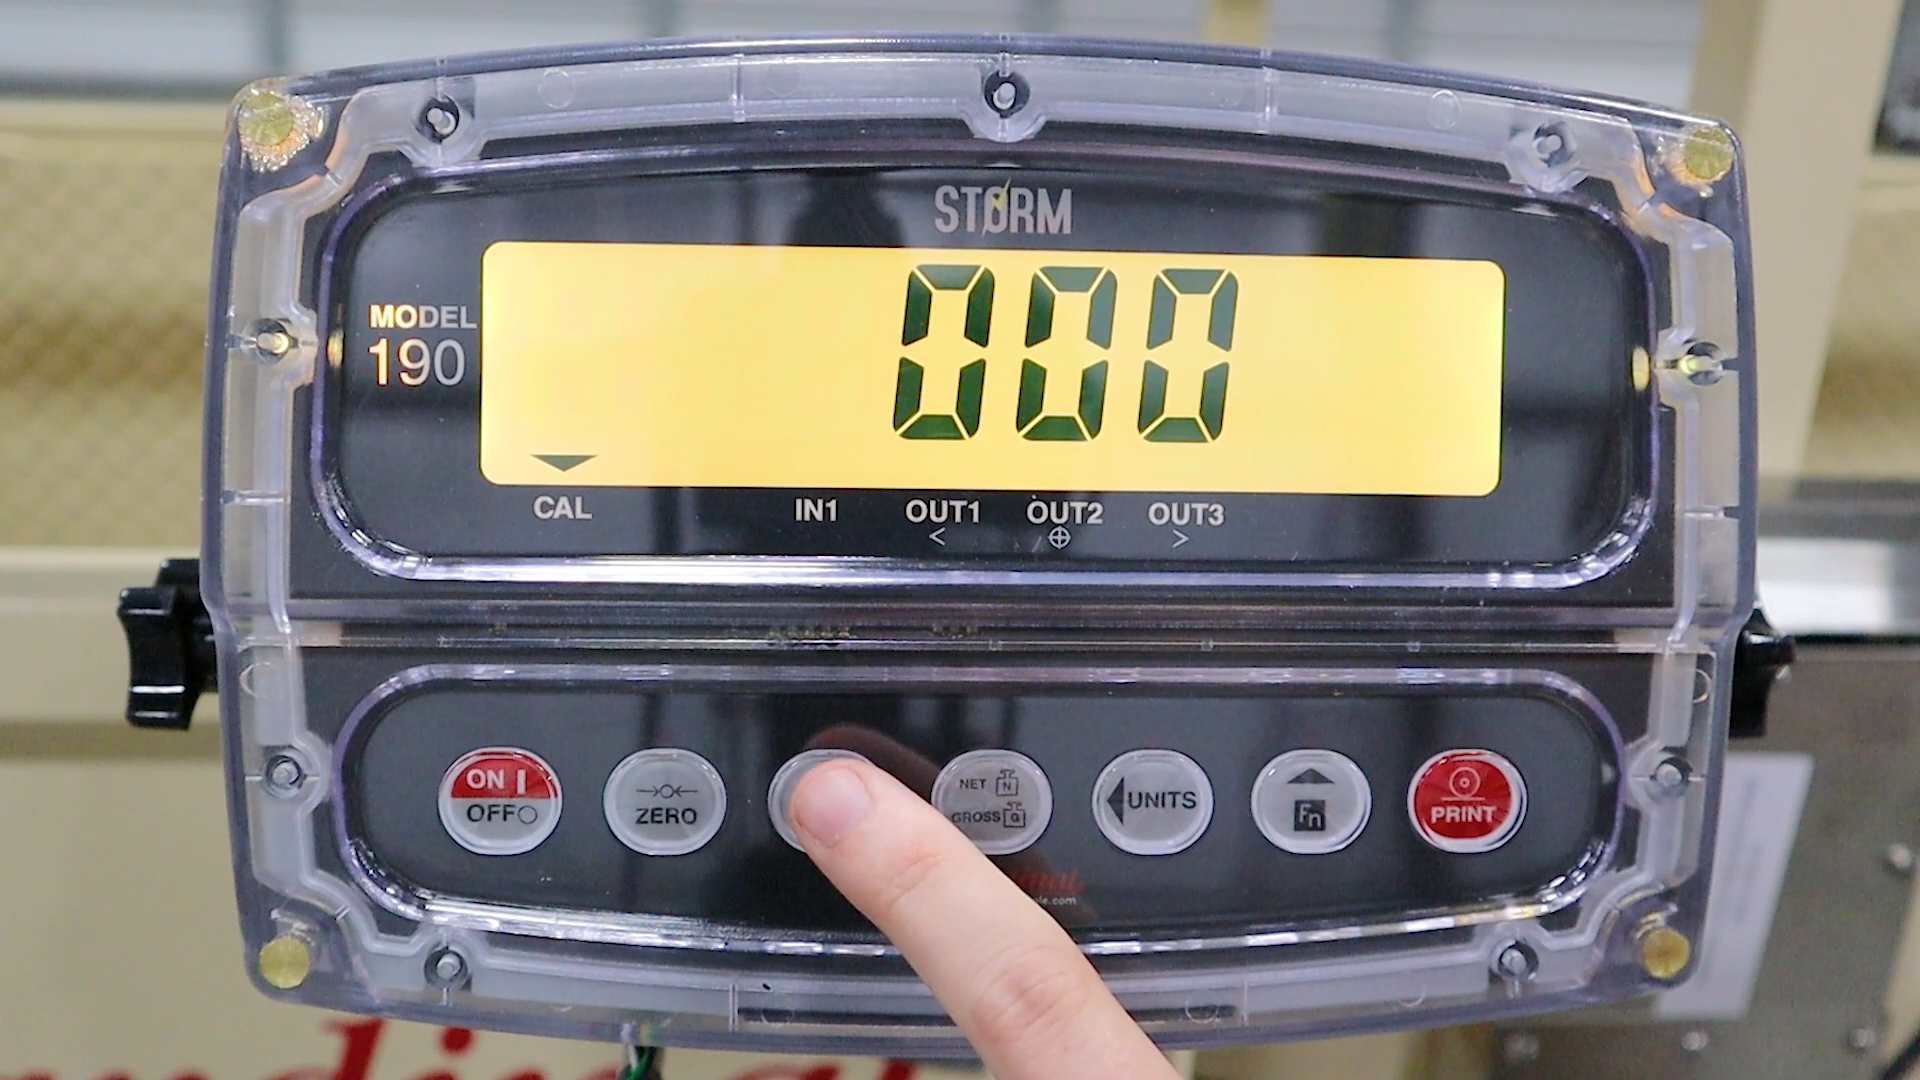 STORM
MODEL
190
000
CAL IN1 OUT1 OUT2 OUT3
< >
ON
OFF
ZERO
NET N
GROSS G
UNITS
Fn
PRINT